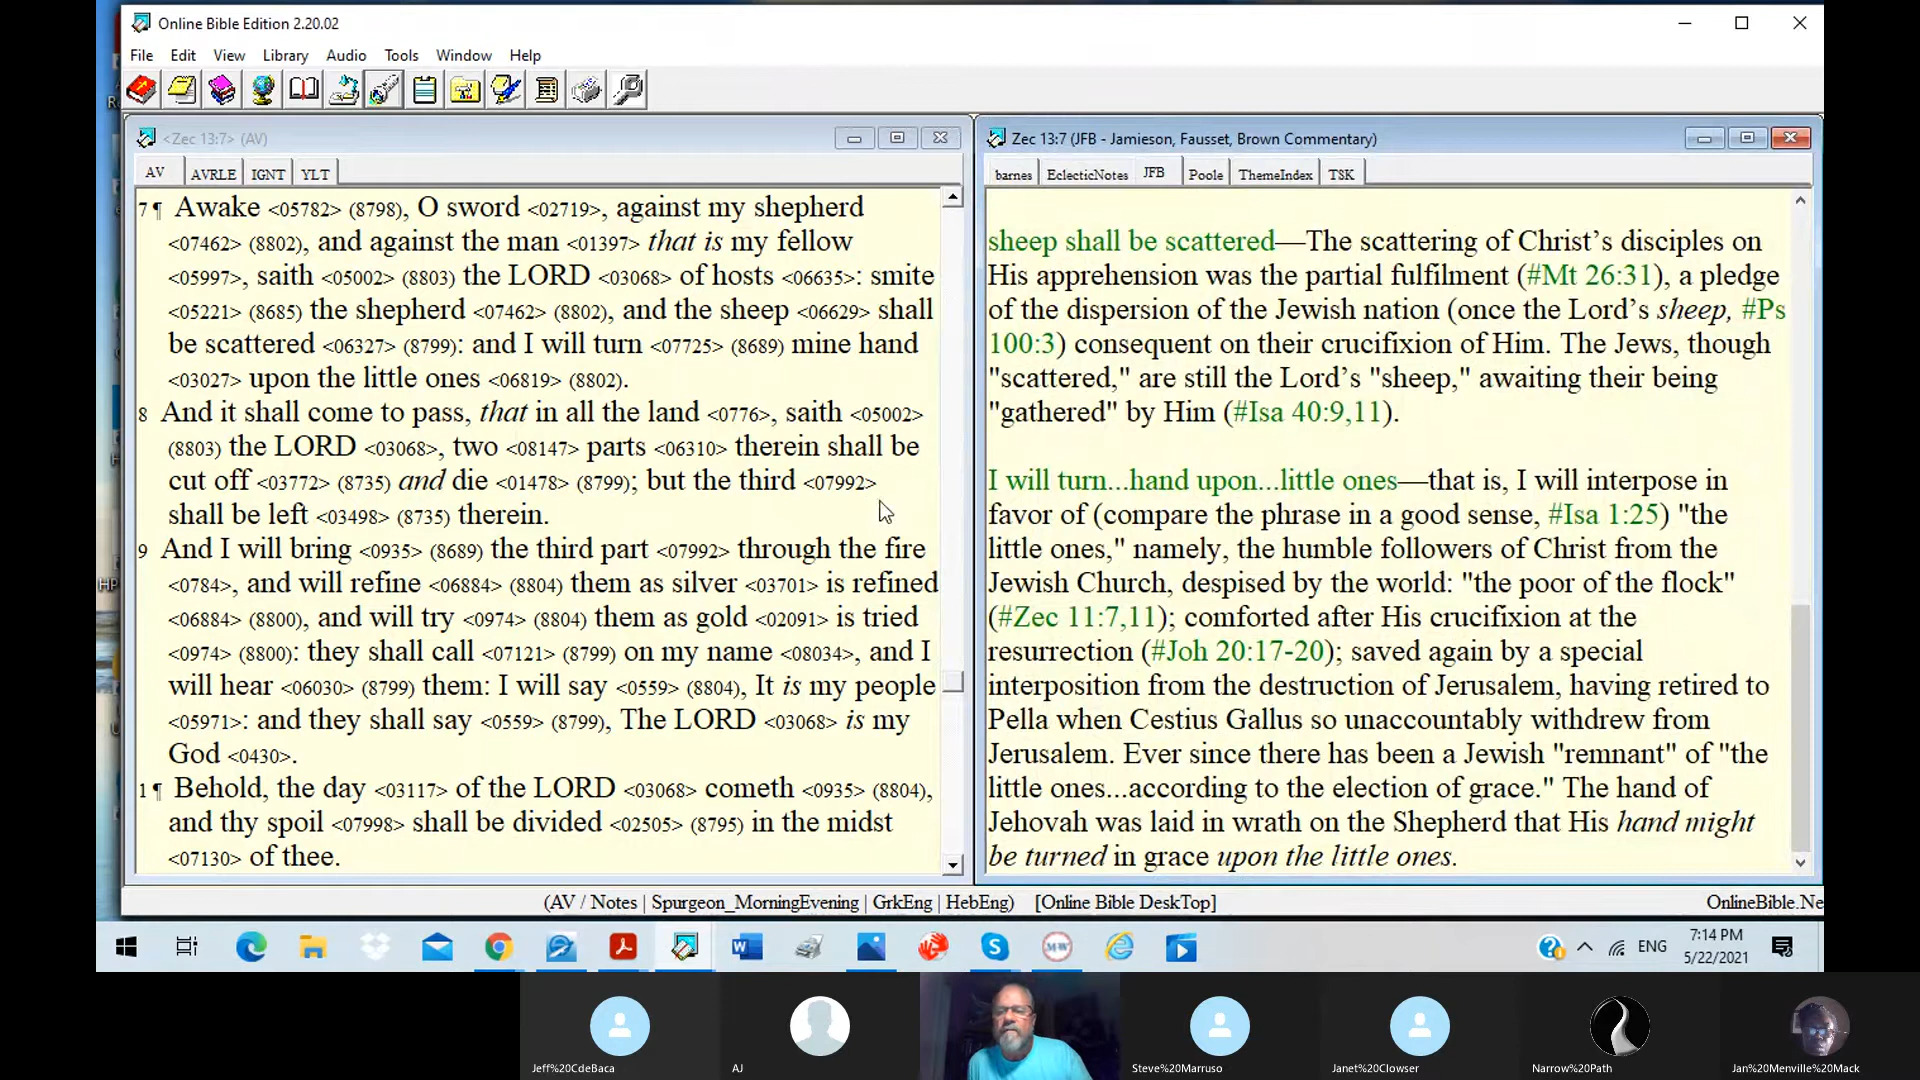 Online Bible Edition 2.20.02
File Edit View Library Audio Tools Window Help
<Zec 13:7> (AV)
AV AVRLE IGNT YLT
7 ¶ Awake <05782> (8798), O sword <02719>, against my shepherd
<07462> (8802), and against the man <01397> that is my fellow
<05997>, saith <05002> (8803) the LORD <03068> of hosts <06635>: smite
<05221> (8685) the shepherd <07462> (8802), and the sheep <06629> shall
be scattered <06327> (8799): and I will turn <07725> (8689) mine hand
<03027> upon the little ones <06819> (8802).
8 And it shall come to pass, that in all the land <0776>, saith <05002>
(8803) the LORD <03068>, two <08147> parts <06310> therein shall be
cut off <03772> (8735) and die <01478> (8799); but the third <07992>
shall be left <03498> (8735) therein.
9 And I will bring <0935> (8689) the third part <07992> through the fire
<0784>, and will refine <06884> (8804) them as silver <03701> is refined
<06884> (8800), and will try <0974> (8804) them as gold <02091> is tried
<0974> (8800): they shall call <07121> (8799) on my name <08034>, and I
will hear <06030> (8799) them: I will say <0559> (8804), It is my people
<05971>: and they shall say <0559> (8799), The LORD <03068> is my
God <0430>.
1 ¶ Behold, the day <03117> of the LORD <03068> cometh <0935> (8804),
and thy spoil <07998> shall be divided <02505> (8795) in the midst
<07130> of thee.
Zec 13:7 (JFB - Jamieson, Fausset, Brown Commentary)
barnes EclecticNotes JFB Poole ThemeIndex TSK
sheep shall be scattered—The scattering of Christ's disciples on
His apprehension was the partial fulfilment (#Mt 26:31), a pledge
of the dispersion of the Jewish nation (once the Lord's sheep, #Ps
100:3) consequent on their crucifixion of Him. The Jews, though
"scattered," are still the Lord's "sheep," awaiting their being
"gathered" by Him (#Isa 40:9,11).
I will turn...hand upon...little ones—that is, I will interpose in
favor of (compare the phrase in a good sense, #Isa 1:25) "the
little ones," namely, the humble followers of Christ from the
Jewish Church, despised by the world: "the poor of the flock"
(#Zec 11:7,11); comforted after His crucifixion at the
resurrection (#Joh 20:17-20); saved again by a special
interposition from the destruction of Jerusalem, having retired to
Pella when Cestius Gallus so unaccountably withdrew from
Jerusalem. Ever since there has been a Jewish "remnant" of "the
little ones...according to the election of grace." The hand of
Jehovah was laid in wrath on the Shepherd that His hand might
be turned in grace upon the little ones.
(AV / Notes | Spurgeon_MorningEvening | GrkEng | HebEng) [Online Bible DeskTop] OnlineBible.Ne
HP
ENG
7:14 PM
5/22/2021
Jeff%20CdeBaca AJ Steve%20Marruso Janet%20Clowser Narrow%20Path Jan%20Menville%20Mack